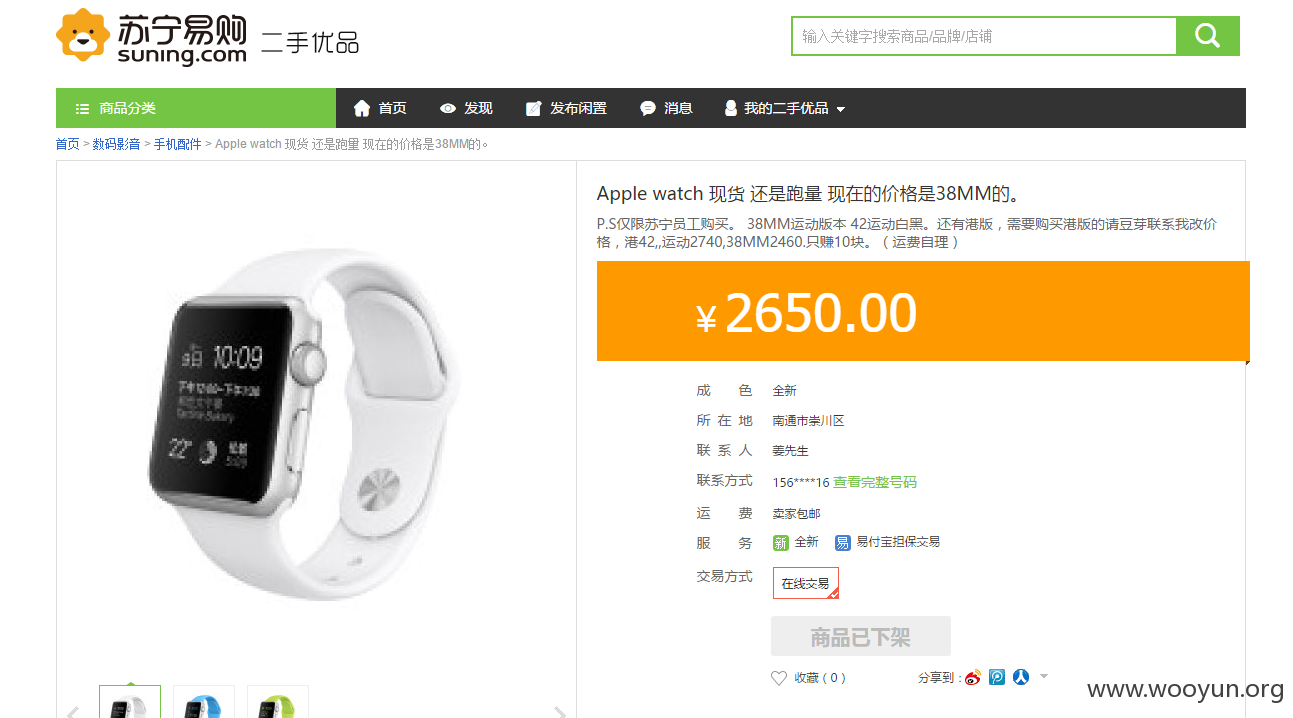 苏宁易购
suning.com
二手优品
输入关键字搜索商品/品牌/店铺
商品分类
首页
发现
发布闲置
消息
我的二手优品
首页 > 数码影音 > 手机配件 > Apple watch 现货 还是跑量 现在的价格是38MM的。
Apple watch 现货 还是跑量 现在的价格是38MM的。
P.S仅限苏宁员工购买。 38MM运动版本 42运动白黑。还有港版，需要购买港版的请豆芽联系我改价
格，港42,,运动2740,38MM2460.只赚10块。（运费自理）
¥ 2650.00
成 色 全新
所 在 地 南通市崇川区
联 系 人 姜先生
联系方式 156****16 查看完整号码
运 费 卖家包邮
服 务 新 全新 易 易付宝担保交易
交易方式 在线交易
商品已下架
收藏（0）
分享到：
10:09
22°
www.wooyun.org